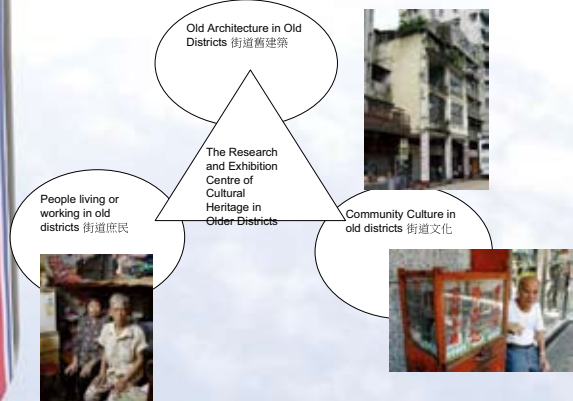 Old Architecture in Old
Districts 街道舊建築
The Research
and Exhibition
Centre of
Cultural
Heritage in
Older Districts
People living or
working in old
districts 街道庶民
Community Culture in
old districts 街道文化